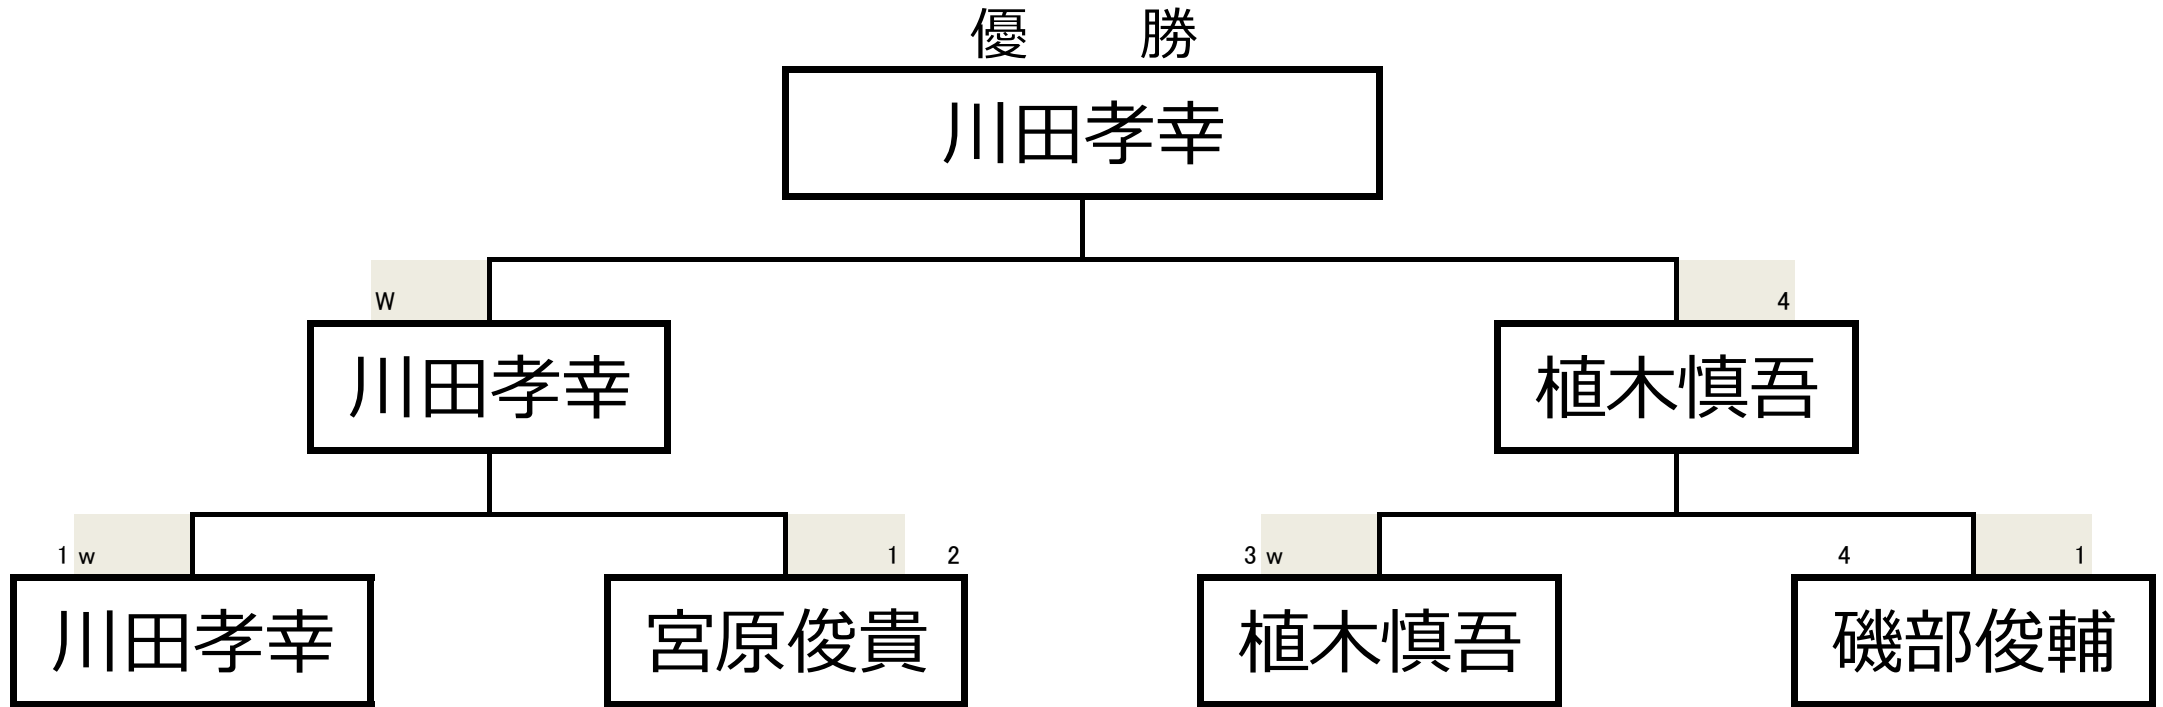 優　勝
川田孝幸
W 4
川田孝幸 植木慎吾
1 w 1 2 3 w 4 1
川田孝幸 宮原俊貴 植木慎吾 磯部俊輔